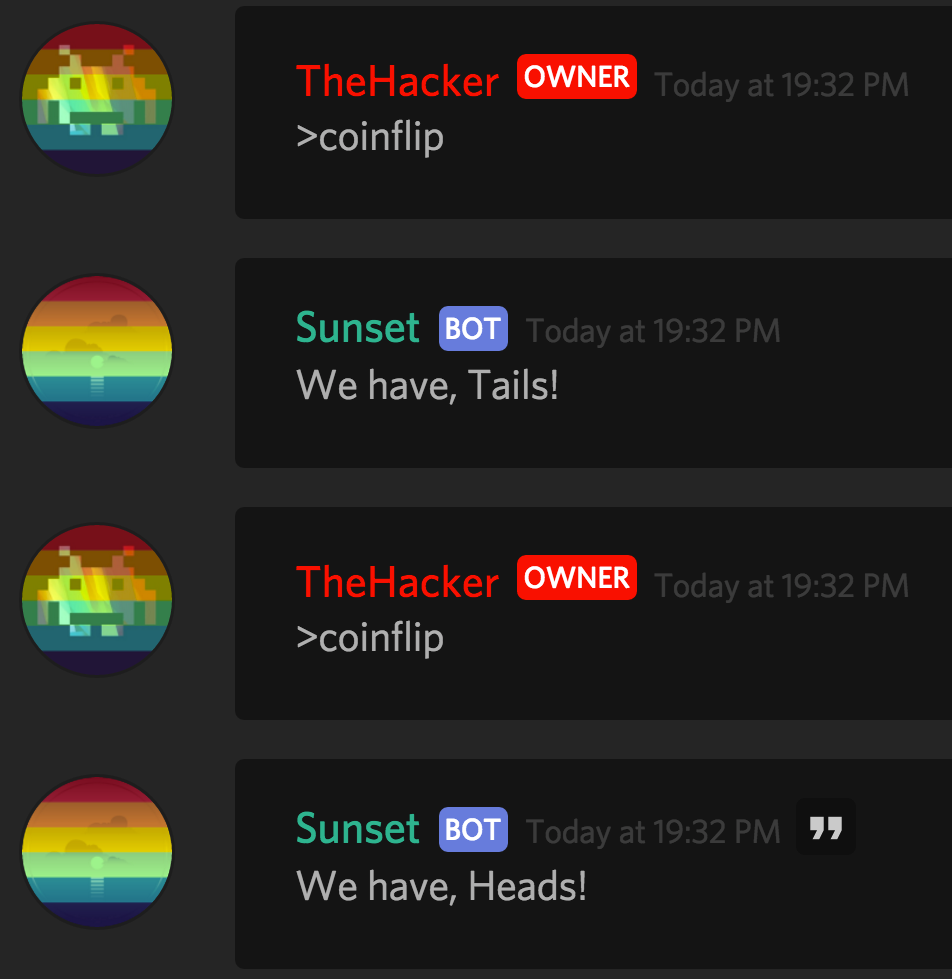 TheHacker OWNER Today at 19:32 PM
>coinflip
Sunset BOT Today at 19:32 PM
We have, Tails!
TheHacker OWNER Today at 19:32 PM
>coinflip
Sunset BOT Today at 19:32 PM
We have, Heads!